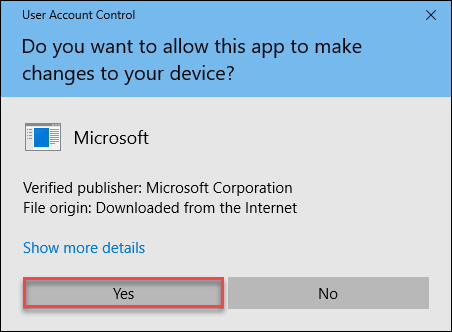 User Account Control
Do you want to allow this app to make
changes to your device?
Microsoft
Verified publisher: Microsoft Corporation
File origin: Downloaded from the Internet
Show more details
Yes
No